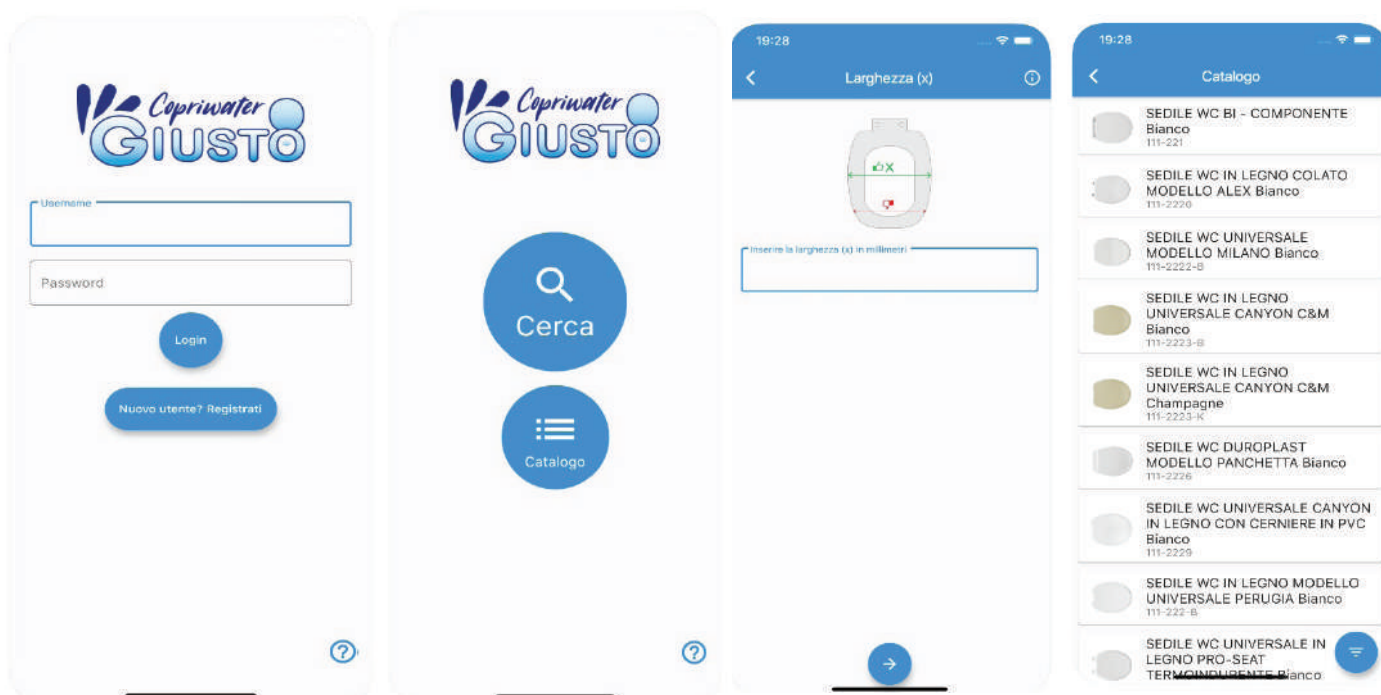 Copriwater
GIUSTO
Username
Password
Login
Nuovo utente? Registrati
Copriwater
GIUSTO
Cerca
Catalogo
19:28
Larghezza (x)
X
Inserire la larghezza (x) in millimetri
19:28
Catalogo
SEDILE WC BI - COMPONENTE
Bianco
111-221
SEDILE WC IN LEGNO COLATO
MODELLO ALEX Bianco
111-2220
SEDILE WC UNIVERSALE
MODELLO MILANO Bianco
111-2222-B
SEDILE WC IN LEGNO
UNIVERSALE CANYON C&M
Bianco
111-2223-B
SEDILE WC IN LEGNO
UNIVERSALE CANYON C&M
Champagne
111-2223-K
SEDILE WC DUROPLAST
MODELLO PANCHETTA Bianco
111-2226
SEDILE WC UNIVERSALE CANYON
IN LEGNO CON CERNIERE IN PVC
Bianco
111-2229
SEDILE WC IN LEGNO MODELLO
UNIVERSALE PERUGIA Bianco
111-222-B
SEDILE WC UNIVERSALE IN
LEGNO PRO-SEAT
TERMOINDURENTE Bianco